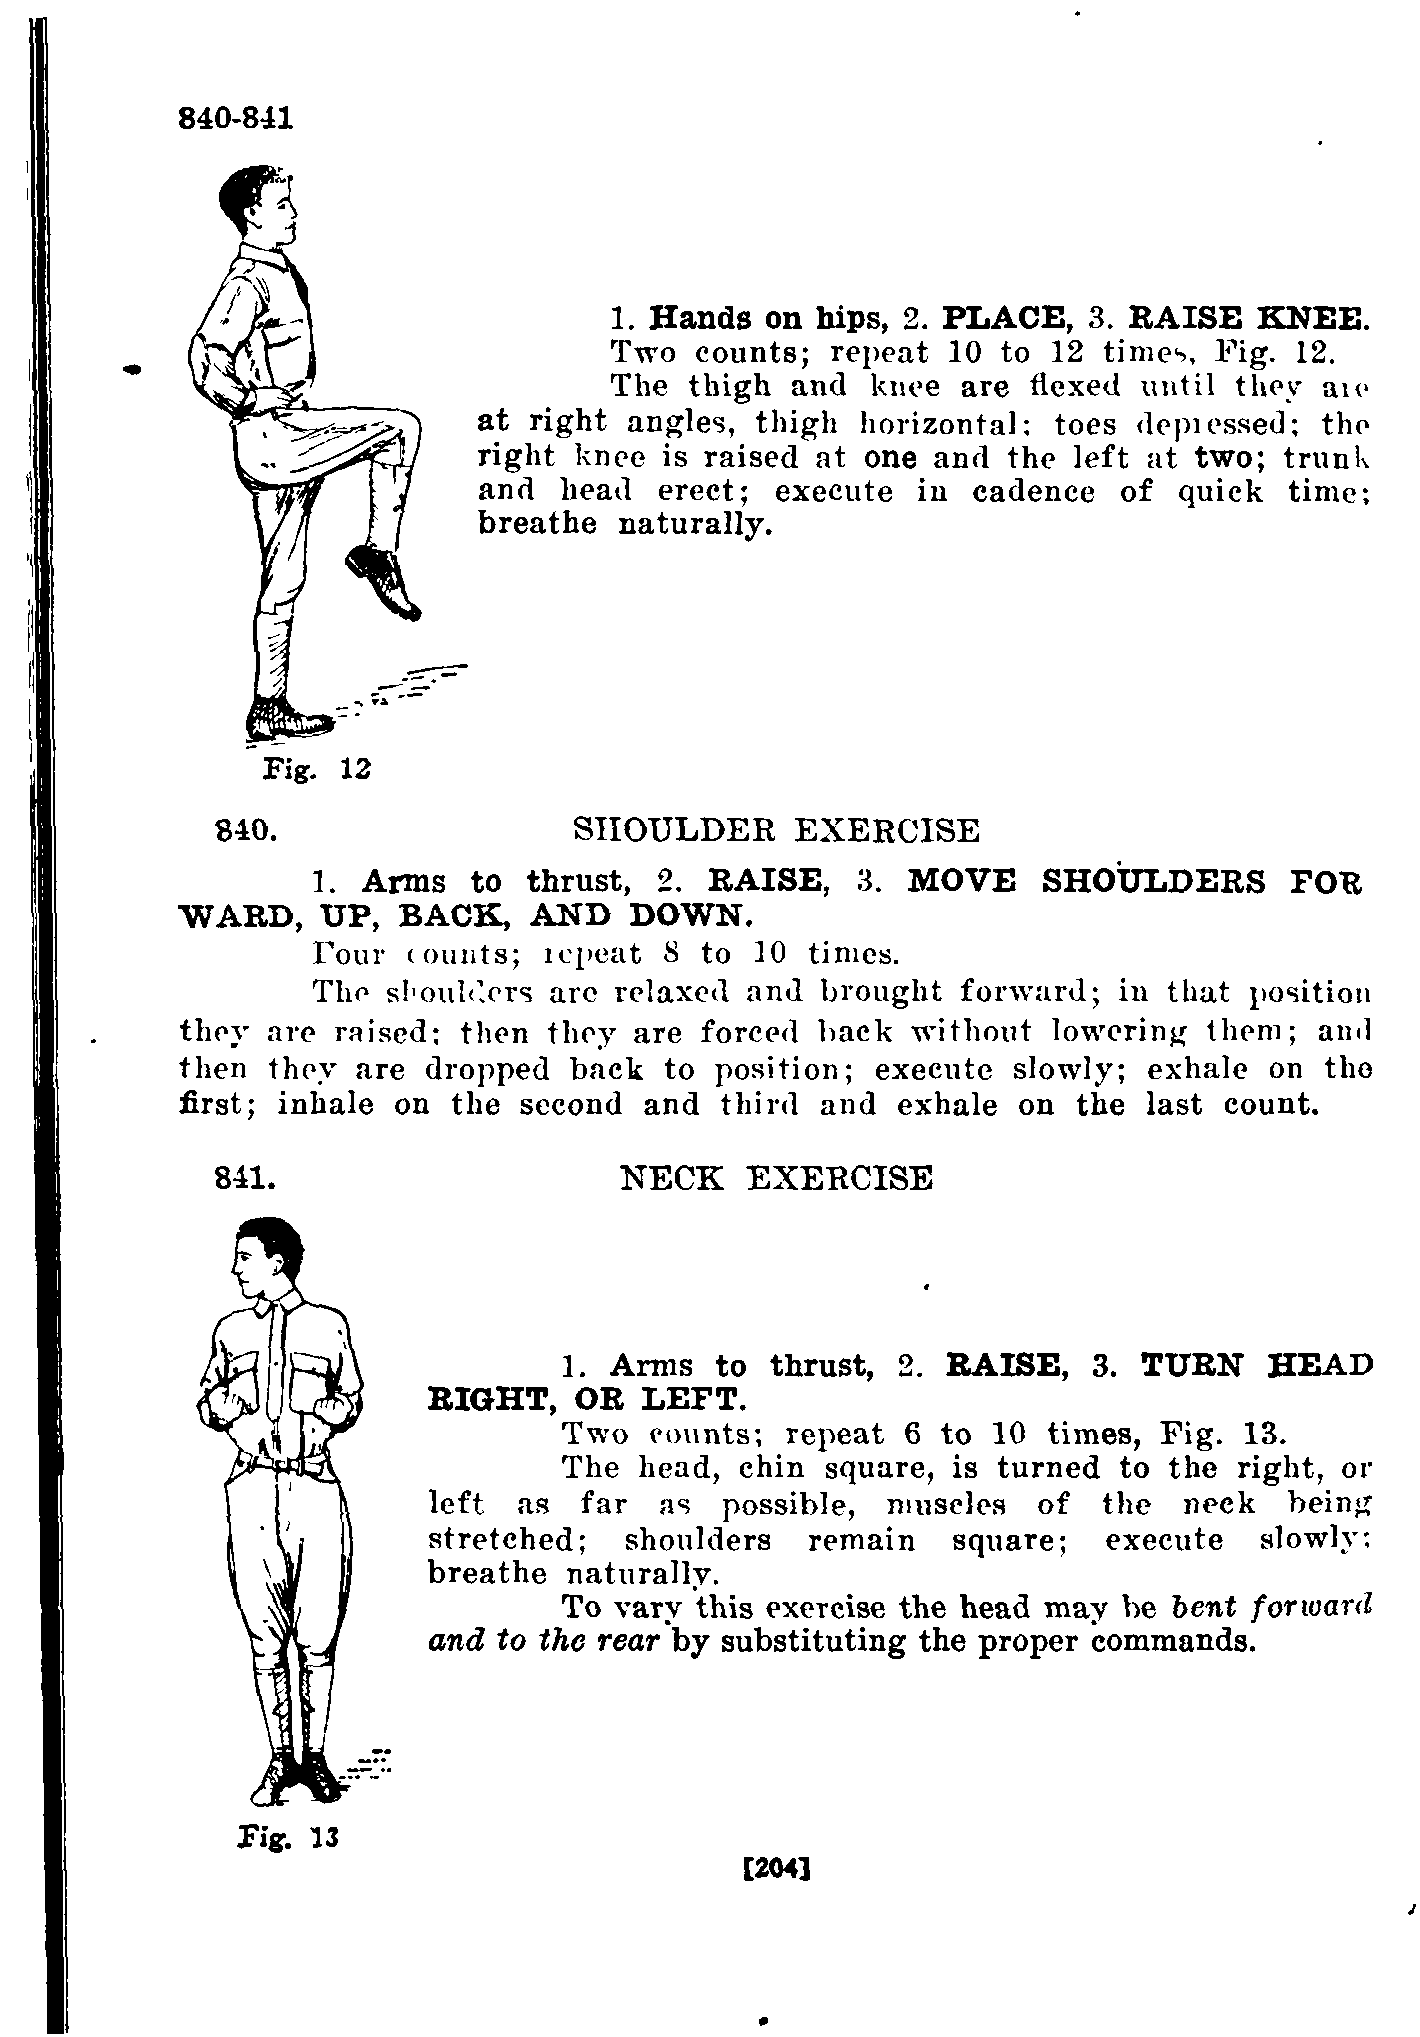 840-841
1. Hands on hips, 2. PLACE, 3. RAISE KNEE.
Two counts; repeat 10 to 12 times, Fig. 12.
The thigh and knee are flexed until they are
at right angles, thigh horizontal; toes depressed; the
right knee is raised at one and the left at two; trunk
and head erect; execute in cadence of quick time;
breathe naturally.
Fig. 12
840. SHOULDER EXERCISE
1. Arms to thrust, 2. RAISE, 3. MOVE SHOULDERS FOR
WARD, UP, BACK, AND DOWN.
Four counts; repeat 8 to 10 times.
The shoulders are relaxed and brought forward; in that position
they are raised; then they are forced back without lowering them; and
then they are dropped back to position; execute slowly; exhale on the
first; inhale on the second and third and exhale on the last count.
841. NECK EXERCISE
1. Arms to thrust, 2. RAISE, 3. TURN HEAD
RIGHT, OR LEFT.
Two counts; repeat 6 to 10 times, Fig. 13.
The head, chin square, is turned to the right, or
left as far as possible, muscles of the neck being
stretched; shoulders remain square; execute slowly;
breathe naturally.
To vary this exercise the head may be bent forward
and to the rear by substituting the proper commands.
Fig. 13
[204]